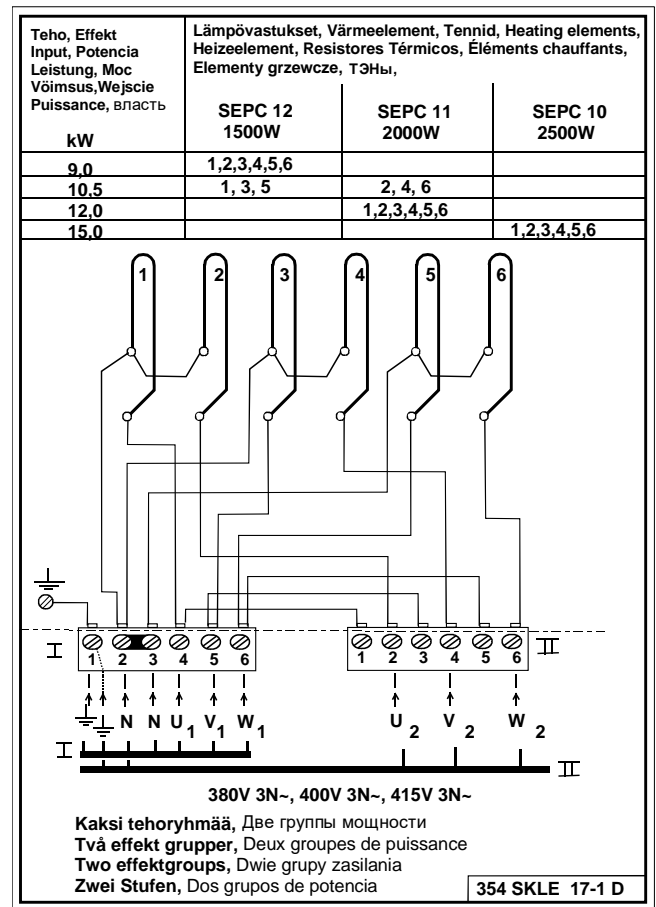 Teho, Effekt
Input, Potencia
Leistung, Moc
Vöimsus,Wejscie
Puissance, власть
kW
Lämpövastukset, Värmeelement, Tennid, Heating elements,
Heizeelement, Resistores Térmicos, Éléments chauffants,
Elementy grzewcze, ТЭНы,
SEPC 12 SEPC 11 SEPC 10
1500W 2000W 2500W
9,0 1,2,3,4,5,6
10,5 1, 3, 5 2, 4, 6
12,0 1,2,3,4,5,6
15,0 1,2,3,4,5,6
1 2 3 4 5 6
I 1 2 3 4 5 6 1 2 3 4 5 6 II
N N U1 V1 W1 U2 V2 W2
I
II
380V 3N~, 400V 3N~, 415V 3N~
Kaksi tehoryhmää, Две группы мощности
Två effekt grupper, Deux groupes de puissance
Two effektgroups, Dwie grupy zasilania
Zwei Stufen, Dos grupos de potencia
354 SKLE 17-1 D